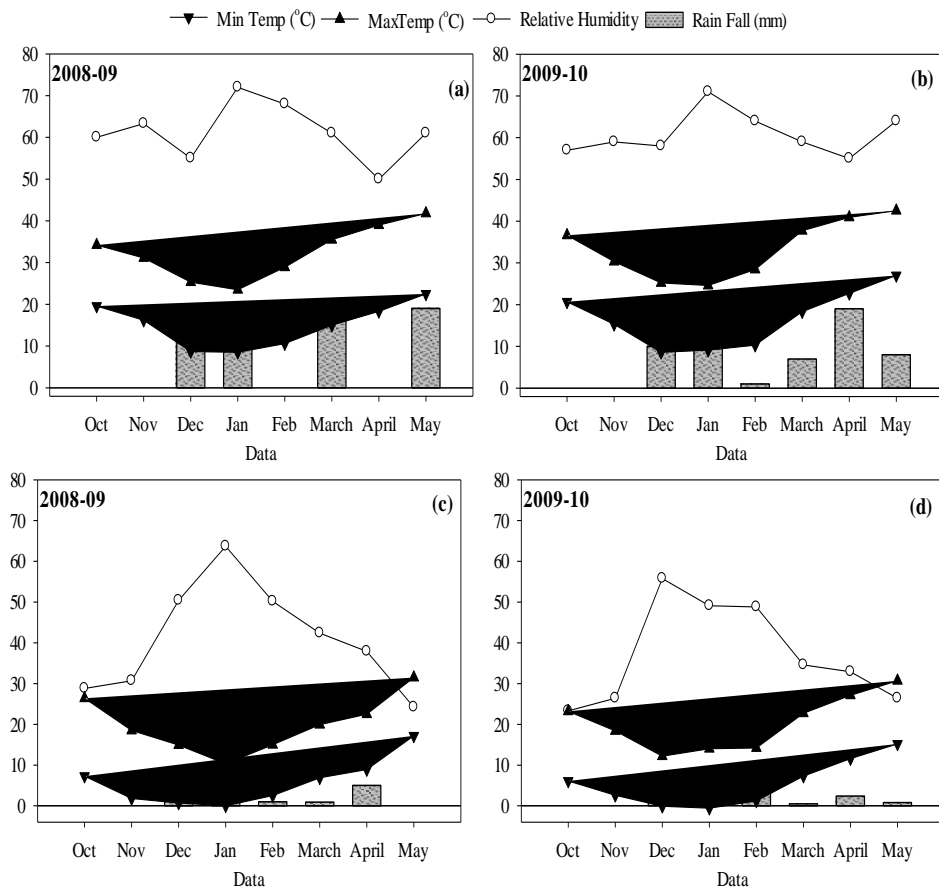 Min Temp (°C) MaxTemp (°C) Relative Humidity Rain Fall (mm)
2008-09 (a)
80
70
60
50
40
30
20
10
0
Oct Nov Dec Jan Feb March April May
Data
2009-10 (b)
80
70
60
50
40
30
20
10
0
Oct Nov Dec Jan Feb March April May
Data
2008-09 (c)
80
70
60
50
40
30
20
10
0
Oct Nov Dec Jan Feb March April May
Data
2009-10 (d)
80
70
60
50
40
30
20
10
0
Oct Nov Dec Jan Feb March April May
Data